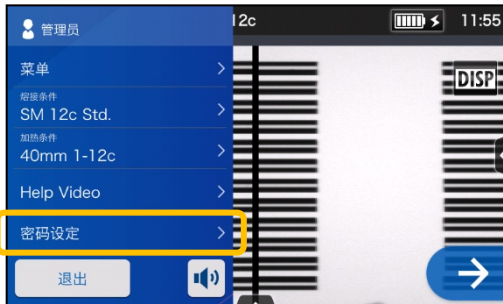 管理员
12c
11:55
菜单
熔接条件
SM 12c Std.
DISP
加热条件
40mm 1-12c
Help Video
密码设定
退出